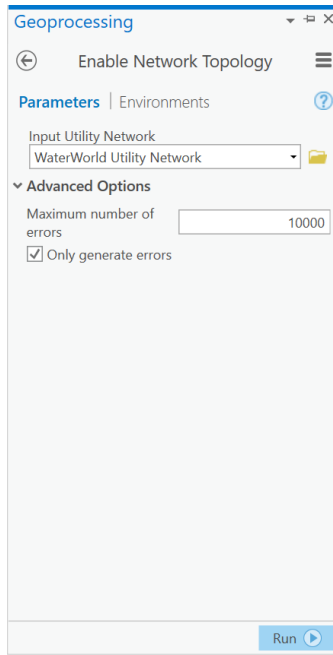 Geoprocessing
Enable Network Topology
Parameters | Environments
Input Utility Network
WaterWorld Utility Network
Advanced Options
Maximum number of
errors
10000
Only generate errors
Run